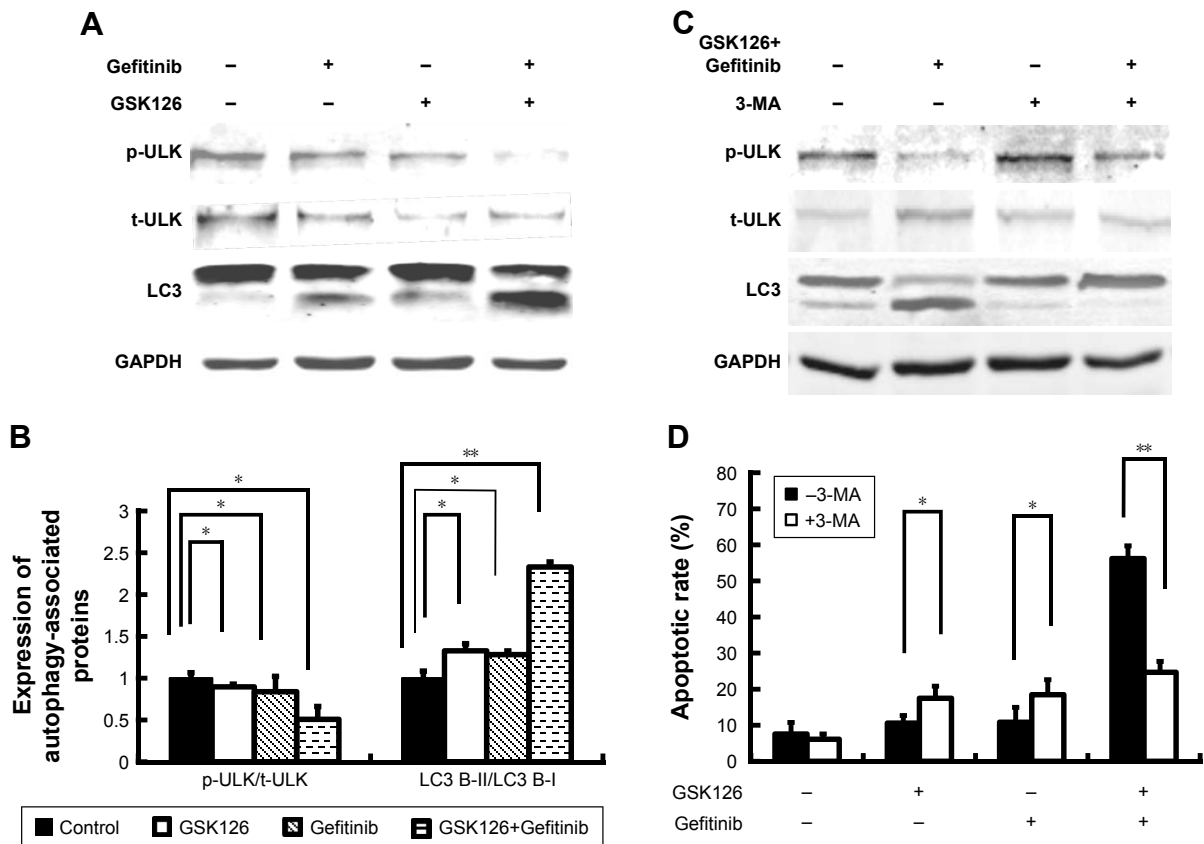 A
Gefitinib – + – +
GSK126 – – + +
p-ULK
t-ULK
LC3
GAPDH
C
GSK126+
Gefitinib – + – +
3-MA – – + +
p-ULK
t-ULK
LC3
GAPDH
B
Expression of
autophagy-associated
proteins
3
2.5
2
1.5
1
0.5
0
* * * * * **
p-ULK/t-ULK LC3 B-II/LC3 B-I
Control GSK126 Gefitinib GSK126+Gefitinib
D
Apoptotic rate (%)
80
70
60
50
40
30
20
10
0
–3-MA
+3-MA
* * **
GSK126 – + – +
Gefitinib – – + +